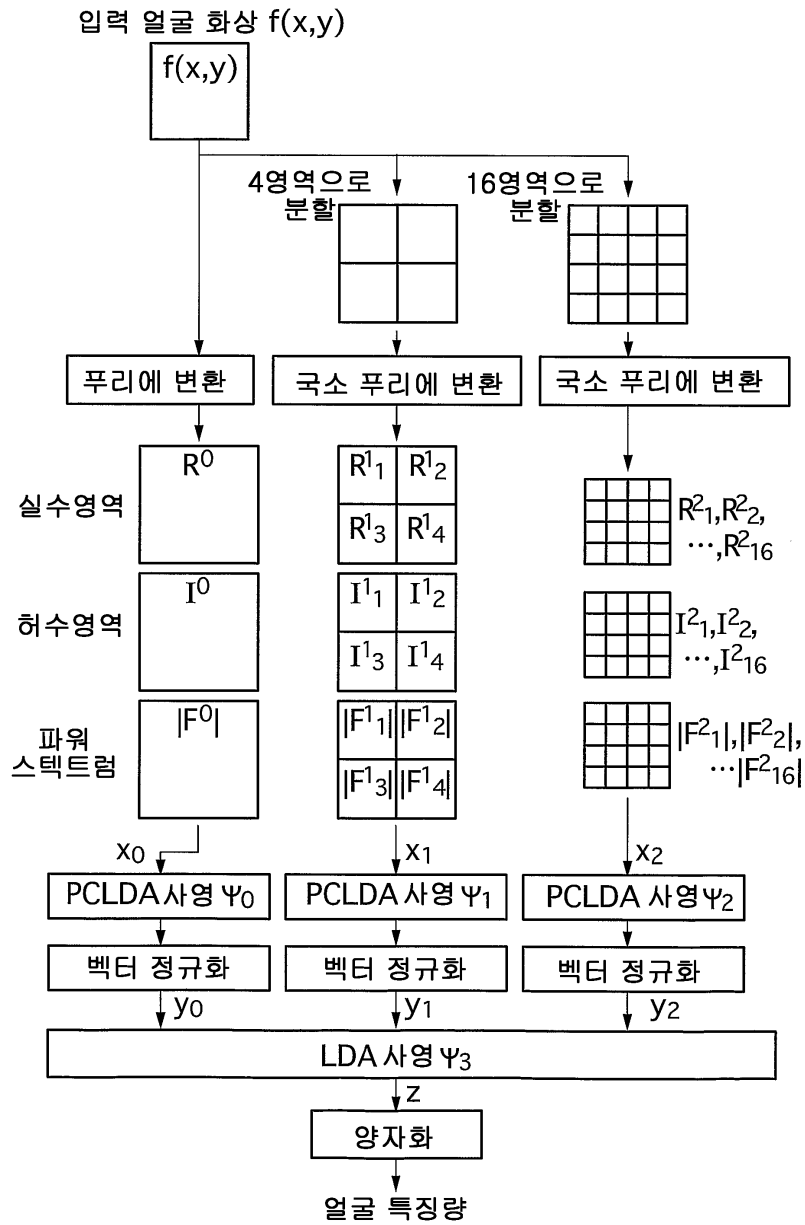 입력 얼굴 화상 f(x,y)
f(x,y)
4영역으로
분할
16영역으로
분할
푸리에 변환
국소 푸리에 변환
국소 푸리에 변환
실수영역
R⁰
R¹₁ R¹₂
R¹₃ R¹₄
R²₁,R²₂,
⋯,R²₁₆
허수영역
I⁰
I¹₁ I¹₂
I¹₃ I¹₄
I²₁,I²₂,
⋯,I²₁₆
파워
스텍트럼
|F⁰|
|F¹₁| |F¹₂|
|F¹₃| |F¹₄|
|F²₁|,|F²₂|,
⋯|F²₁₆|
x₀
x₁
x₂
PCLDA 사영 Ψ₀
PCLDA 사영 Ψ₁
PCLDA 사영 Ψ₂
벡터 정규화
벡터 정규화
벡터 정규화
y₀
y₁
y₂
LDA 사영 Ψ₃
z
양자화
얼굴 특징량